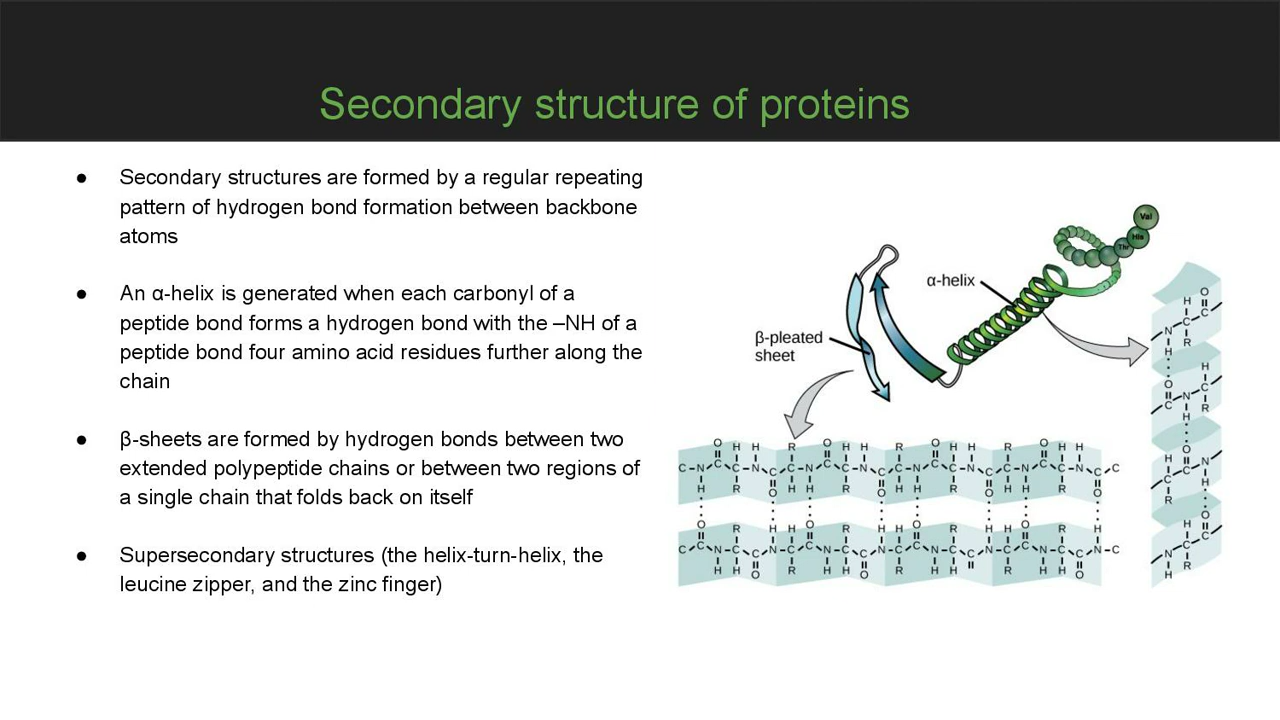 Secondary structure of proteins
● Secondary structures are formed by a regular repeating
pattern of hydrogen bond formation between backbone
atoms
● An α-helix is generated when each carbonyl of a
peptide bond forms a hydrogen bond with the –NH of a
peptide bond four amino acid residues further along the
chain
● β-sheets are formed by hydrogen bonds between two
extended polypeptide chains or between two regions of
a single chain that folds back on itself
● Supersecondary structures (the helix-turn-helix, the
leucine zipper, and the zinc finger)
Val
His
Thr
α-helix
β-pleated
sheet